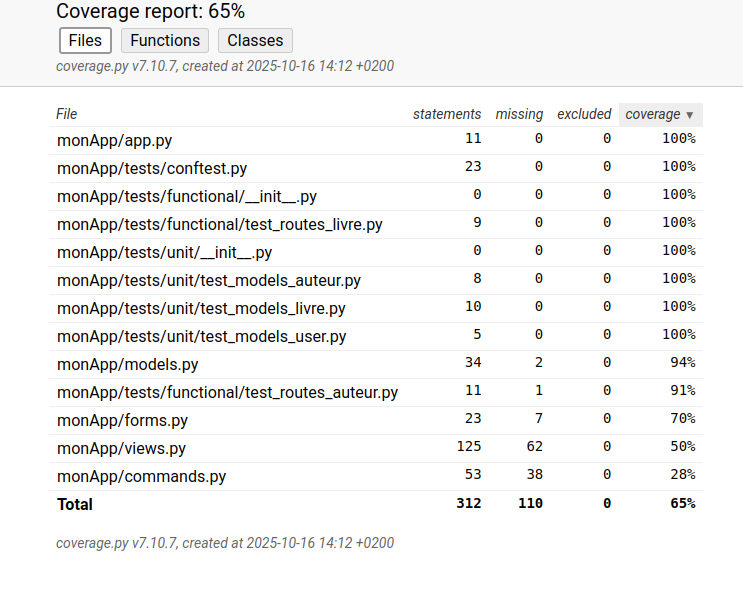 Coverage report: 65%
Files Functions Classes
coverage.py v7.10.7, created at 2025-10-16 14:12 +0200
File statements missing excluded coverage ▼
monApp/app.py 11 0 0 100%
monApp/tests/conftest.py 23 0 0 100%
monApp/tests/functional/__init__.py 0 0 0 100%
monApp/tests/functional/test_routes_livre.py 9 0 0 100%
monApp/tests/unit/__init__.py 0 0 0 100%
monApp/tests/unit/test_models_auteur.py 8 0 0 100%
monApp/tests/unit/test_models_livre.py 10 0 0 100%
monApp/tests/unit/test_models_user.py 5 0 0 100%
monApp/models.py 34 2 0 94%
monApp/tests/functional/test_routes_auteur.py 11 1 0 91%
monApp/forms.py 23 7 0 70%
monApp/views.py 125 62 0 50%
monApp/commands.py 53 38 0 28%
Total 312 110 0 65%
coverage.py v7.10.7, created at 2025-10-16 14:12 +0200